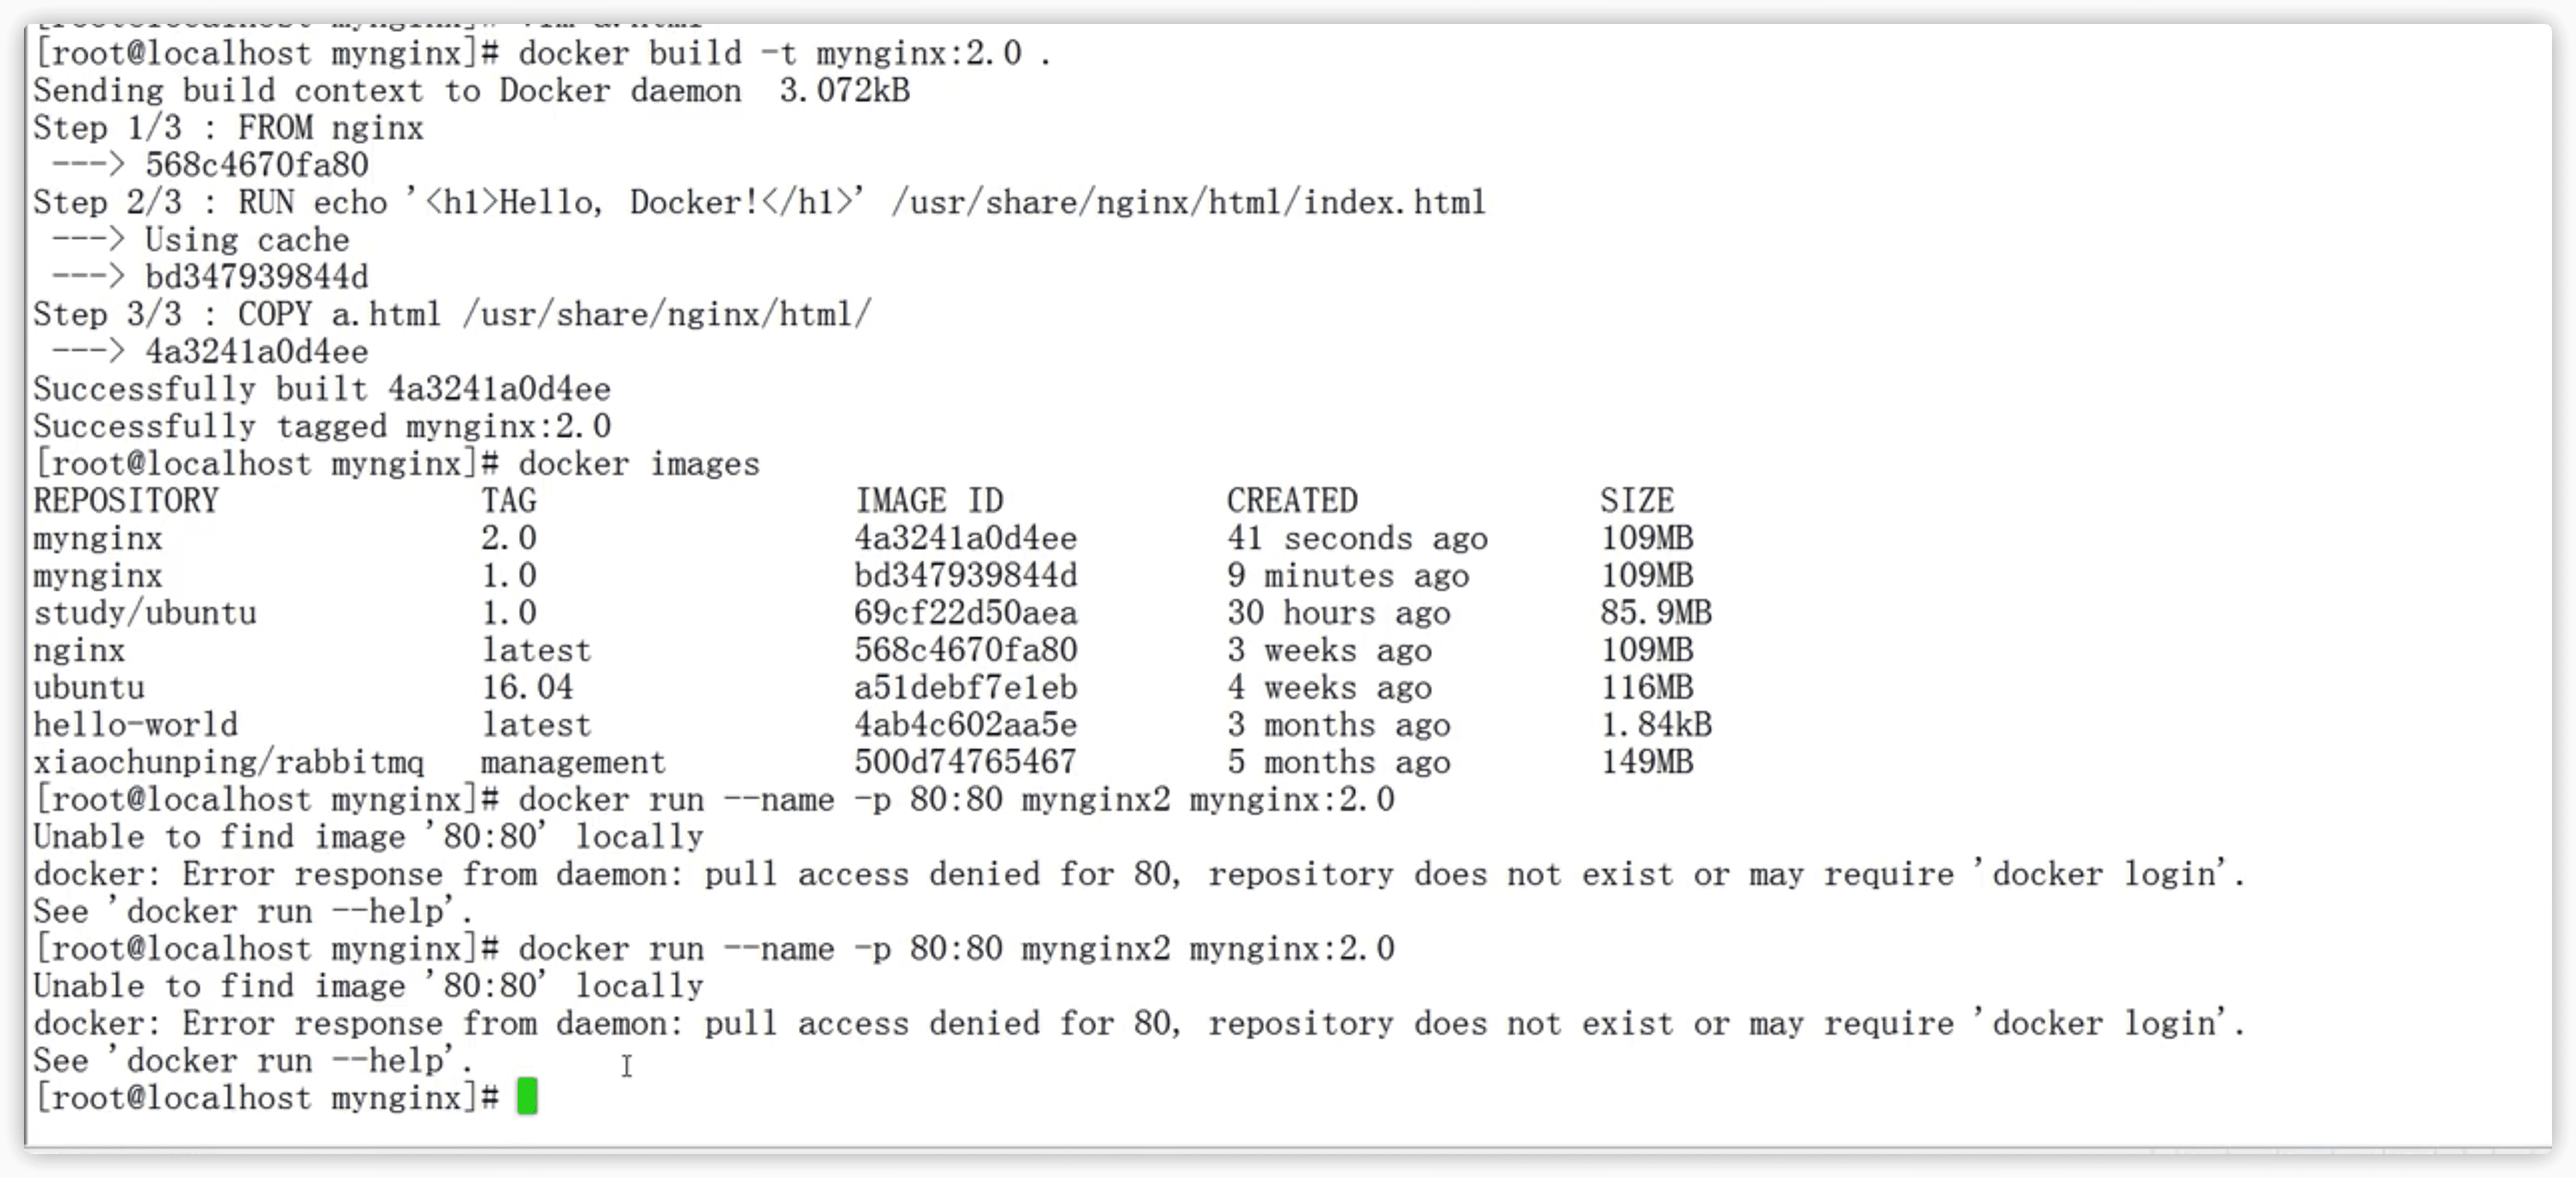 [root@localhost mynginx]# docker build -t mynginx:2.0 .
Sending build context to Docker daemon  3.072kB
Step 1/3 : FROM nginx
 ---> 568c4670fa80
Step 2/3 : RUN echo '<h1>Hello, Docker!</h1>' /usr/share/nginx/html/index.html
 ---> Using cache
 ---> bd347939844d
Step 3/3 : COPY a.html /usr/share/nginx/html/
 ---> 4a3241a0d4ee
Successfully built 4a3241a0d4ee
Successfully tagged mynginx:2.0
[root@localhost mynginx]# docker images
REPOSITORY              TAG                 IMAGE ID            CREATED             SIZE
mynginx                 2.0                 4a3241a0d4ee        41 seconds ago      109MB
mynginx                 1.0                 bd347939844d        9 minutes ago       109MB
study/ubuntu            1.0                 69cf22d50aea        30 hours ago        85.9MB
nginx                   latest              568c4670fa80        3 weeks ago         109MB
ubuntu                  16.04               a51debf7e1eb        4 weeks ago         116MB
hello-world             latest              4ab4c602aa5e        3 months ago        1.84kB
xiaochunping/rabbitmq   management          500d74765467        5 months ago        149MB
[root@localhost mynginx]# docker run --name -p 80:80 mynginx2 mynginx:2.0
Unable to find image '80:80' locally
docker: Error response from daemon: pull access denied for 80, repository does not exist or may require 'docker login'.
See 'docker run --help'.
[root@localhost mynginx]# docker run --name -p 80:80 mynginx2 mynginx:2.0
Unable to find image '80:80' locally
docker: Error response from daemon: pull access denied for 80, repository does not exist or may require 'docker login'.
See 'docker run --help'.
[root@localhost mynginx]#